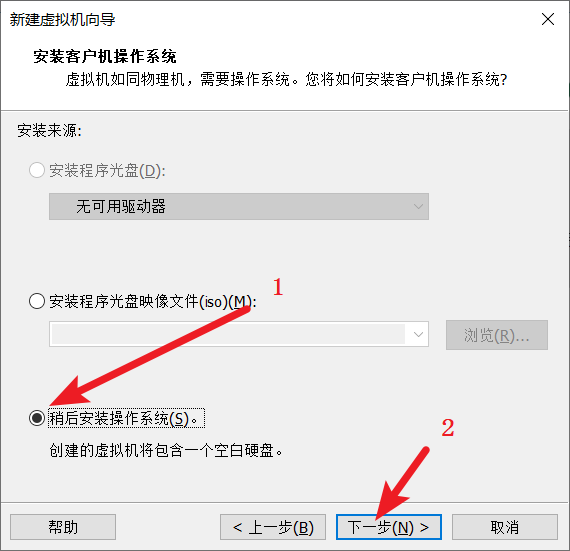 新建虚拟机向导
安装客户机操作系统
虚拟机如同物理机，需要操作系统。您将如何安装客户机操作系统?
安装来源:
安装程序光盘(D):
无可用驱动器
1
安装程序光盘映像文件(iso)(M):
浏览(R)...
稍后安装操作系统(S)。
创建的虚拟机将包含一个空白硬盘。
2
帮助
< 上一步(B)
下一步(N) >
取消